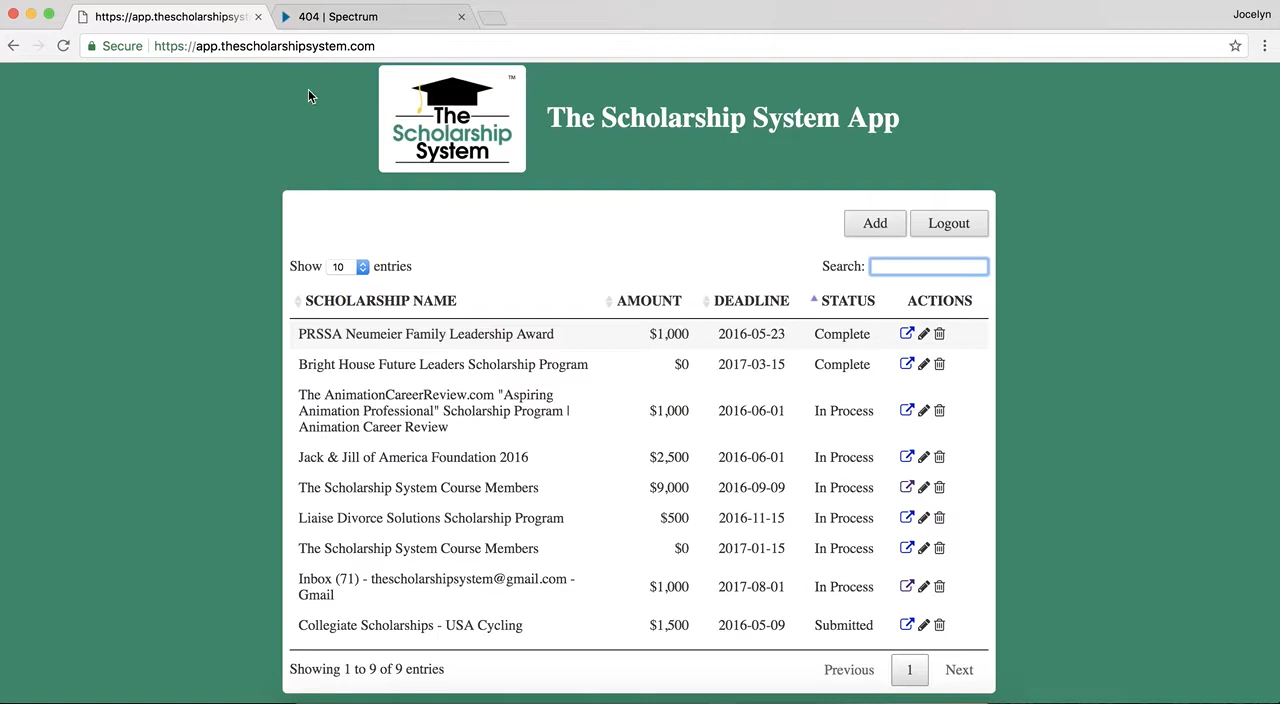 https://app.thescholarshipsyst
404 | Spectrum
Jocelyn
Secure https://app.thescholarshipsystem.com
™
The
Scholarship
System
The Scholarship System App
Add Logout
Show 10 entries Search:
SCHOLARSHIP NAME AMOUNT DEADLINE STATUS ACTIONS
PRSSA Neumeier Family Leadership Award $1,000 2016-05-23 Complete
Bright House Future Leaders Scholarship Program $0 2017-03-15 Complete
The AnimationCareerReview.com "Aspiring
Animation Professional" Scholarship Program | $1,000 2016-06-01 In Process
Animation Career Review
Jack & Jill of America Foundation 2016 $2,500 2016-06-01 In Process
The Scholarship System Course Members $9,000 2016-09-09 In Process
Liaise Divorce Solutions Scholarship Program $500 2016-11-15 In Process
The Scholarship System Course Members $0 2017-01-15 In Process
Inbox (71) - thescholarshipsystem@gmail.com - $1,000 2017-08-01 In Process
Gmail
Collegiate Scholarships - USA Cycling $1,500 2016-05-09 Submitted
Showing 1 to 9 of 9 entries Previous 1 Next